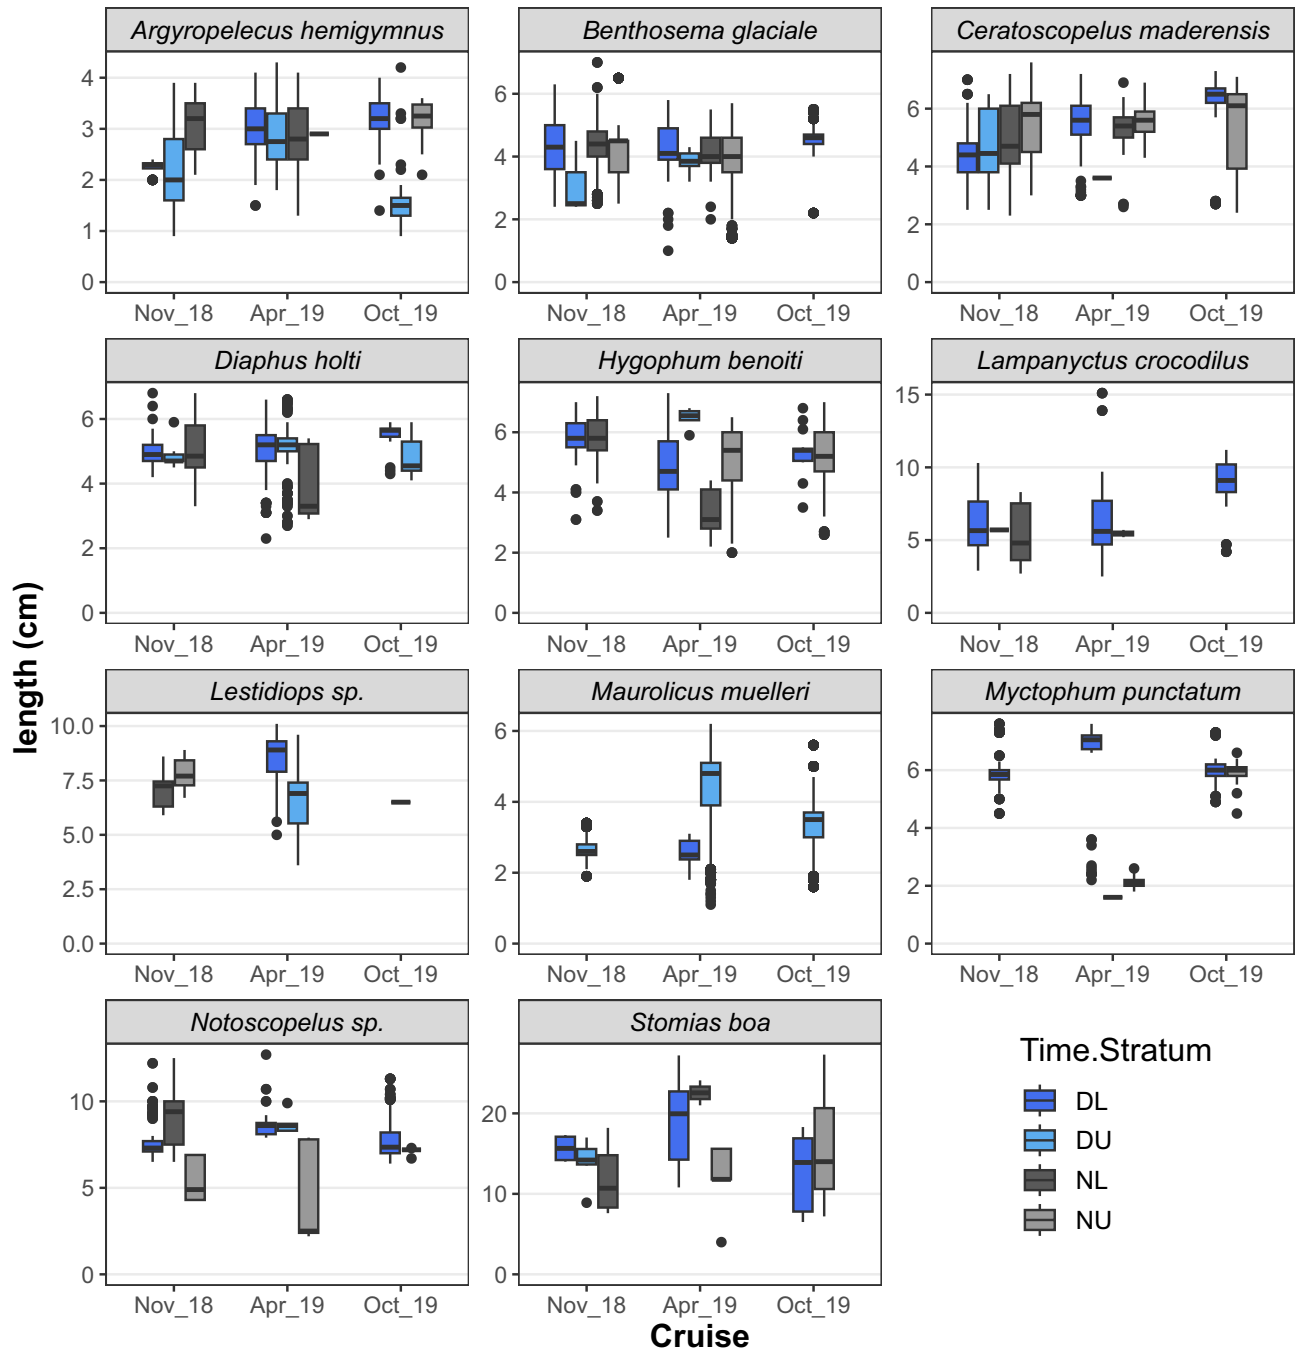 Argyropelecus hemigymnus
Benthosema glaciale
Ceratoscopelus maderensis
4
3
2
1
0
6
4
2
0
6
4
2
0
Nov_18 Apr_19 Oct_19
Nov_18 Apr_19 Oct_19
Nov_18 Apr_19 Oct_19
Diaphus holti
Hygophum benoiti
Lampanyctus crocodilus
6
4
2
0
6
4
2
0
15
10
5
0
Nov_18 Apr_19 Oct_19
Nov_18 Apr_19 Oct_19
Nov_18 Apr_19 Oct_19
length (cm)
Lestidiops sp.
Maurolicus muelleri
Myctophum punctatum
10.0
7.5
5.0
2.5
0.0
6
4
2
0
6
4
2
0
Nov_18 Apr_19 Oct_19
Nov_18 Apr_19 Oct_19
Nov_18 Apr_19 Oct_19
Notoscopelus sp.
Stomias boa
10
5
0
20
10
0
Nov_18 Apr_19 Oct_19
Nov_18 Apr_19 Oct_19
Cruise
Time.Stratum
DL
DU
NL
NU